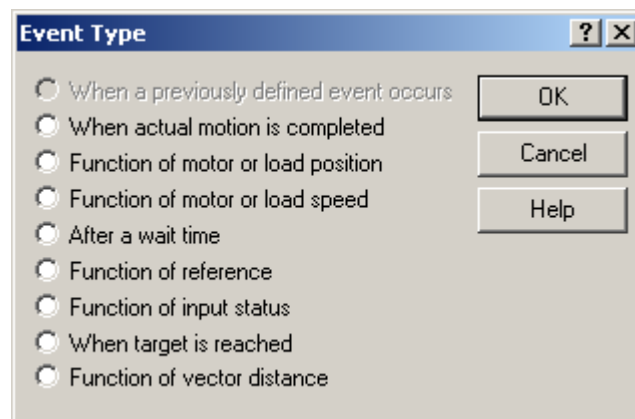 Event Type
When a previously defined event occurs
When actual motion is completed
Function of motor or load position
Function of motor or load speed
After a wait time
Function of reference
Function of input status
When target is reached
Function of vector distance
OK
Cancel
Help